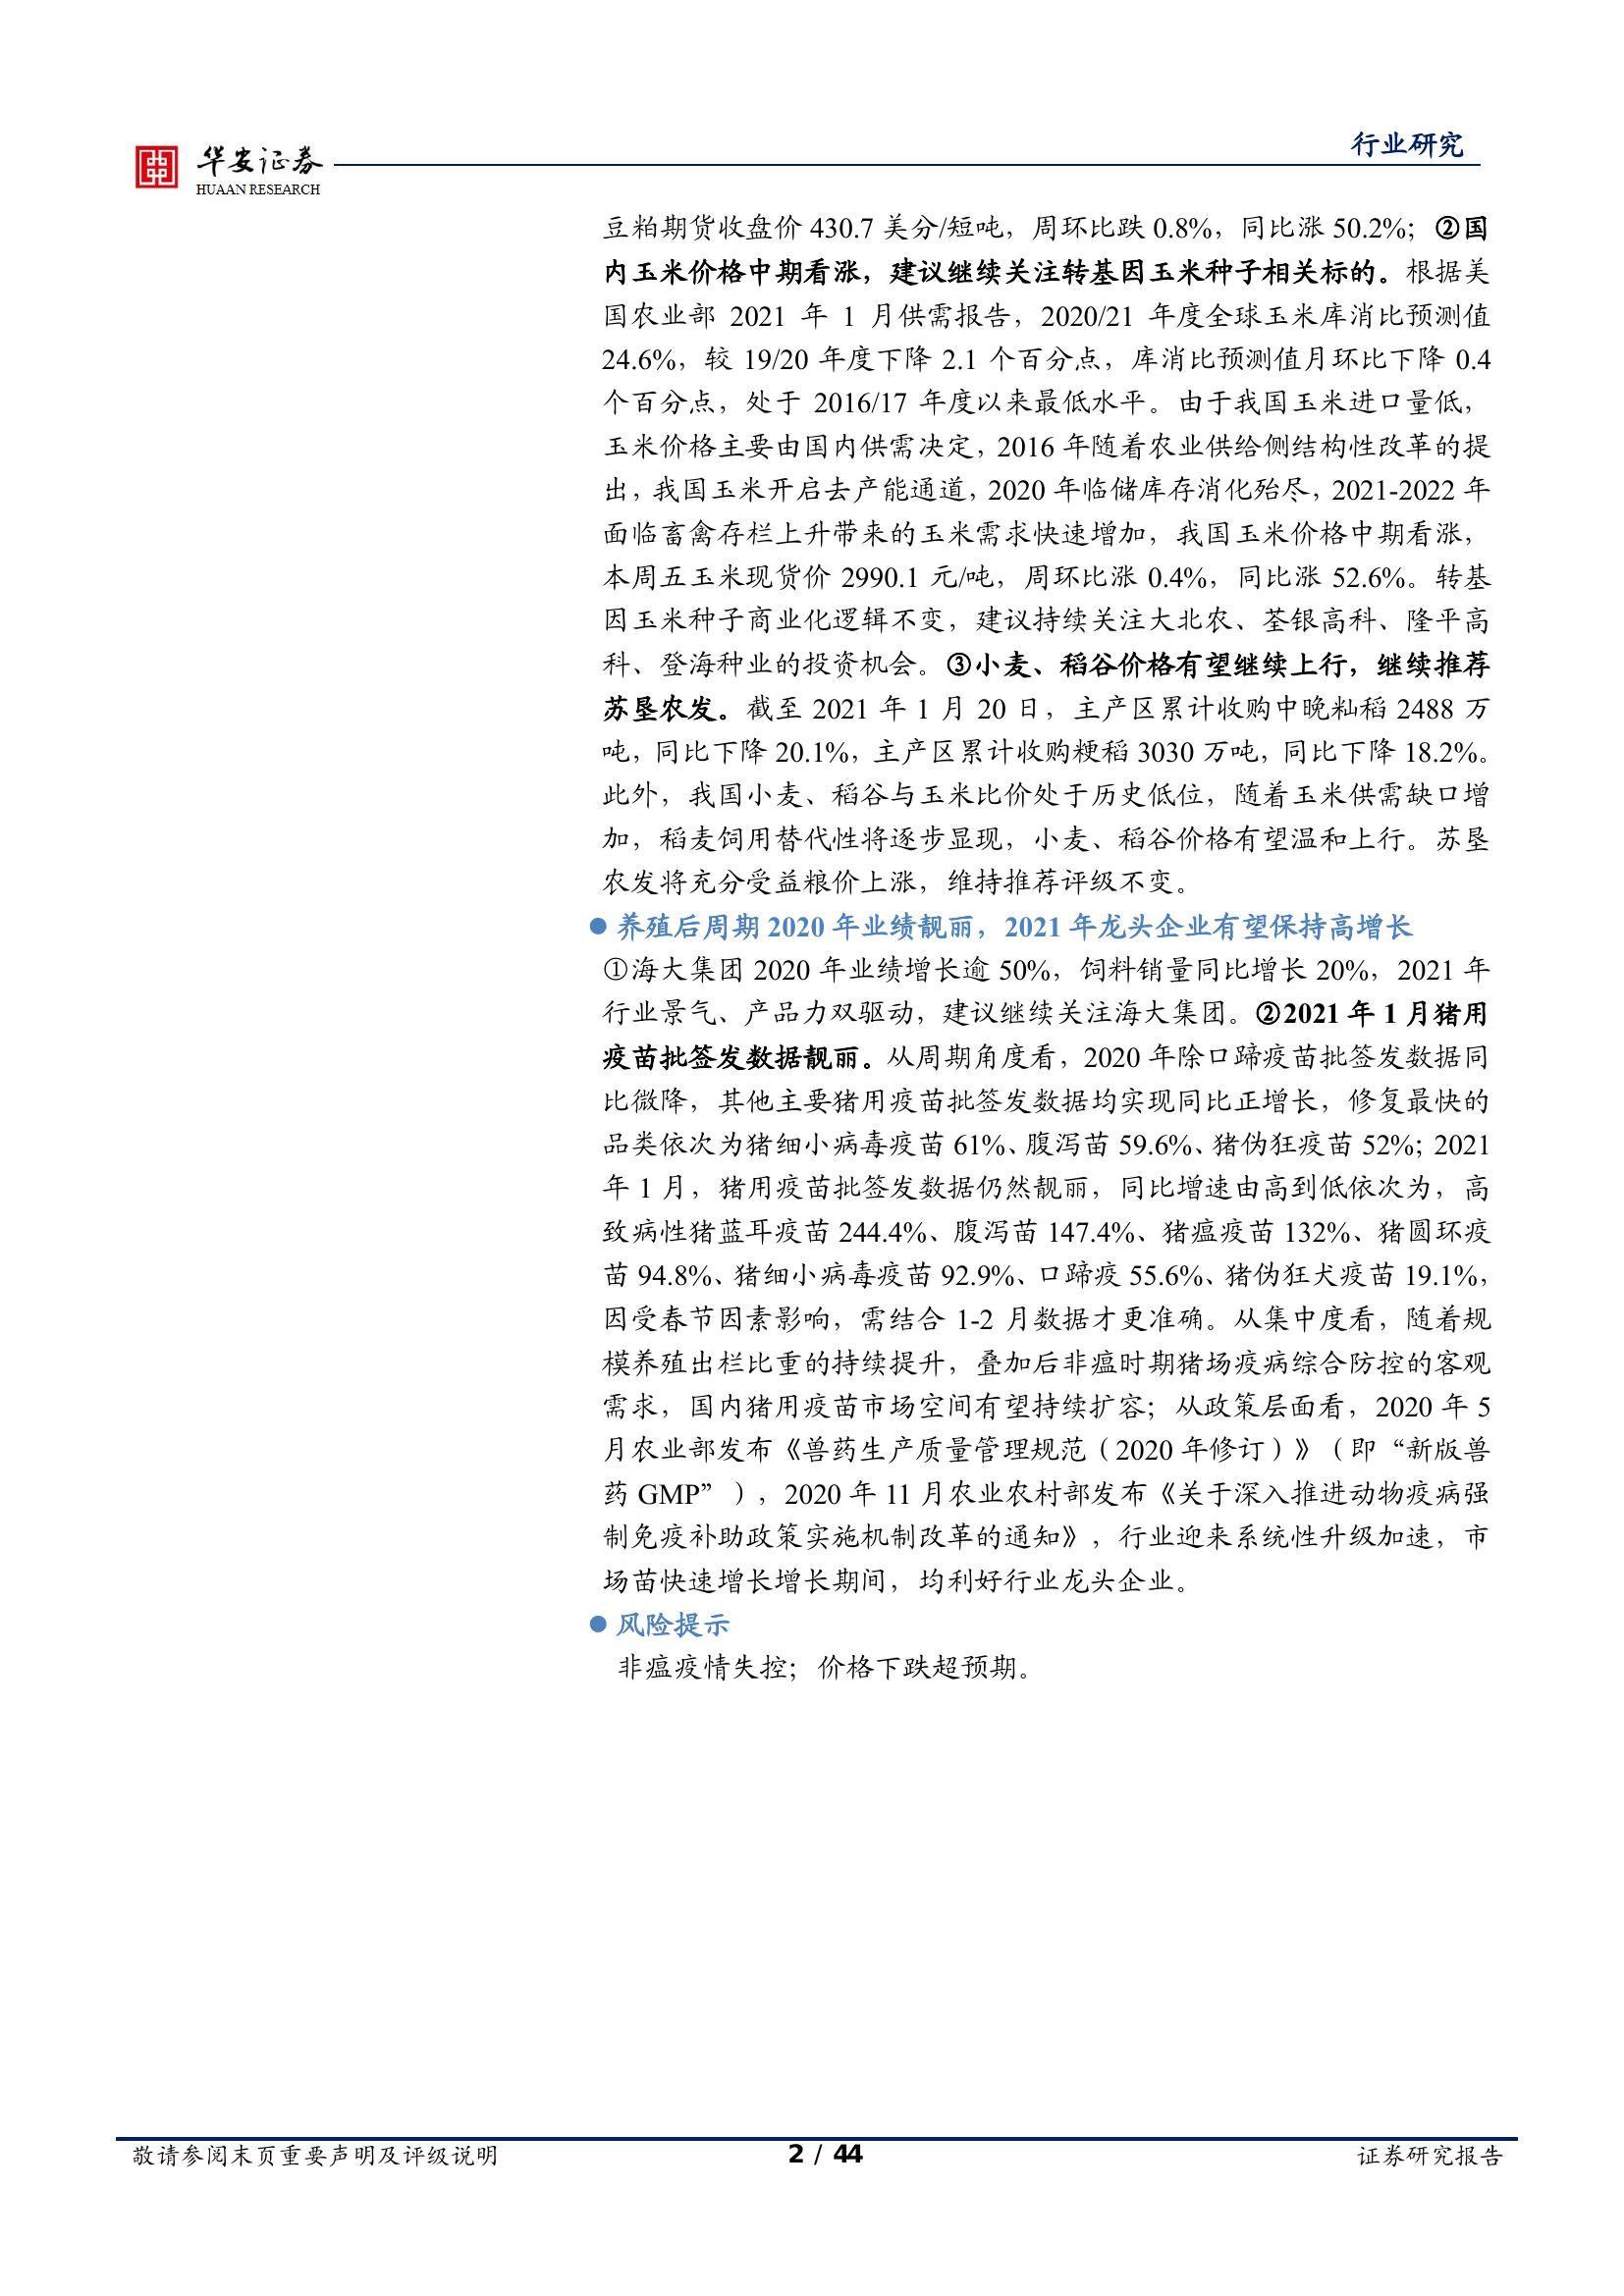 华安证券
HUAAN RESEARCH
行业研究
豆粕期货收盘价 430.7 美分/短吨，周环比跌 0.8%，同比涨 50.2%；②国
内玉米价格中期看涨，建议继续关注转基因玉米种子相关标的。根据美
国农业部 2021 年 1 月供需报告，2020/21 年度全球玉米库消比预测值
24.6%，较 19/20 年度下降 2.1 个百分点，库消比预测值月环比下降 0.4
个百分点，处于 2016/17 年度以来最低水平。由于我国玉米进口量低，
玉米价格主要由国内供需决定，2016 年随着农业供给侧结构性改革的提
出，我国玉米开启去产能通道，2020 年临储库存消化殆尽，2021-2022 年
面临畜禽存栏上升带来的玉米需求快速增加，我国玉米价格中期看涨，
本周五玉米现货价 2990.1 元/吨，周环比涨 0.4%，同比涨 52.6%。转基
因玉米种子商业化逻辑不变，建议持续关注大北农、荃银高科、隆平高
科、登海种业的投资机会。③小麦、稻谷价格有望继续上行，继续推荐
苏垦农发。截至 2021 年 1 月 20 日，主产区累计收购中晚籼稻 2488 万
吨，同比下降 20.1%，主产区累计收购粳稻 3030 万吨，同比下降 18.2%。
此外，我国小麦、稻谷与玉米比价处于历史低位，随着玉米供需缺口增
加，稻麦饲用替代性将逐步显现，小麦、稻谷价格有望温和上行。苏垦
农发将充分受益粮价上涨，维持推荐评级不变。
● 养殖后周期 2020 年业绩靓丽，2021 年龙头企业有望保持高增长
①海大集团 2020 年业绩增长逾 50%，饲料销量同比增长 20%，2021 年
行业景气、产品力双驱动，建议继续关注海大集团。②2021 年 1 月猪用
疫苗批签发数据靓丽。从周期角度看，2020 年除口蹄疫苗批签发数据同
比微降，其他主要猪用疫苗批签发数据均实现同比正增长，修复最快的
品类依次为猪细小病毒疫苗 61%、腹泻苗 59.6%、猪伪狂疫苗 52%；2021
年 1 月，猪用疫苗批签发数据仍然靓丽，同比增速由高到低依次为，高
致病性猪蓝耳疫苗 244.4%、腹泻苗 147.4%、猪瘟疫苗 132%、猪圆环疫
苗 94.8%、猪细小病毒疫苗 92.9%、口蹄疫 55.6%、猪伪狂犬疫苗 19.1%，
因受春节因素影响，需结合 1-2 月数据才更准确。从集中度看，随着规
模养殖出栏比重的持续提升，叠加后非瘟时期猪场疫病综合防控的客观
需求，国内猪用疫苗市场空间有望持续扩容；从政策层面看，2020 年 5
月农业部发布《兽药生产质量管理规范（2020 年修订）》（即“新版兽
药 GMP”），2020 年 11 月农业农村部发布《关于深入推进动物疫病强
制免疫补助政策实施机制改革的通知》，行业迎来系统性升级加速，市
场苗快速增长增长期间，均利好行业龙头企业。
● 风险提示
非瘟疫情失控；价格下跌超预期。
敬请参阅末页重要声明及评级说明
2 / 44
证券研究报告